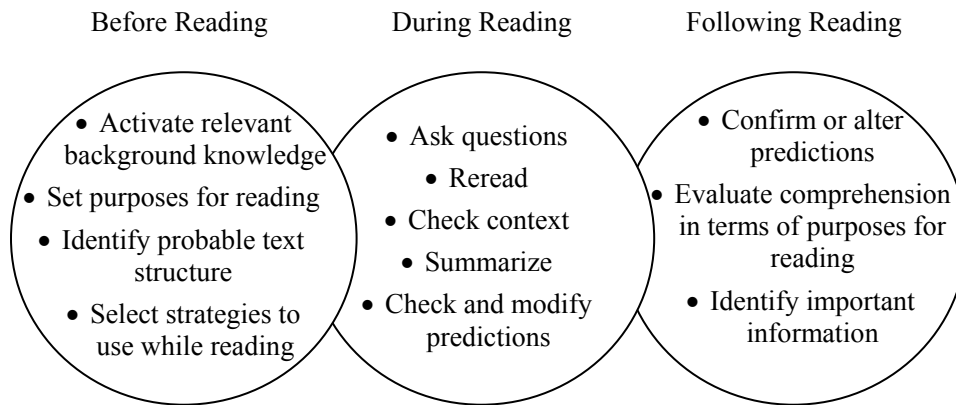 Before Reading
During Reading
Following Reading
• Activate relevant
background knowledge
• Set purposes for reading
• Identify probable text
structure
• Select strategies to
use while reading
• Ask questions
• Reread
• Check context
• Summarize
• Check and modify
predictions
• Confirm or alter
predictions
• Evaluate comprehension
in terms of purposes for
reading
• Identify important
information